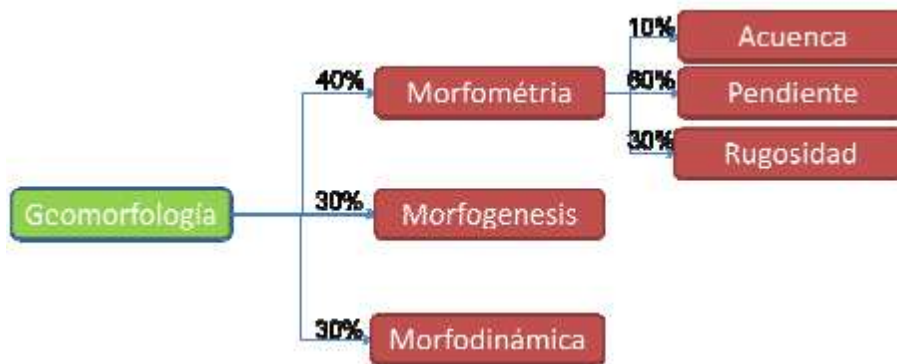 10% Acuenca
40% Morfométria 60% Pendiente
30% Rugosidad
Geomorfología 30% Morfogenesis
30% Morfodinámica